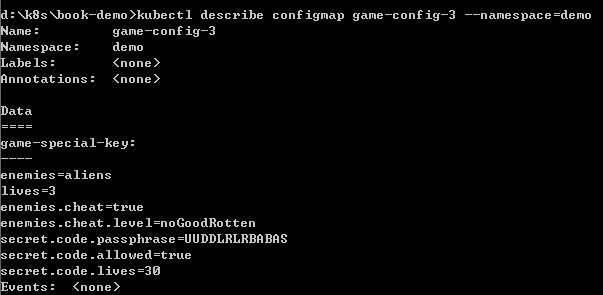 d:\k8s\book-demo>kubectl describe configmap game-config-3 --namespace=demo
Name:         game-config-3
Namespace:    demo
Labels:       <none>
Annotations:  <none>

Data
====
game-special-key:
----
enemies=aliens
lives=3
enemies.cheat=true
enemies.cheat.level=noGoodRotten
secret.code.passphrase=UUDDLRLRBABAS
secret.code.allowed=true
secret.code.lives=30
Events:  <none>